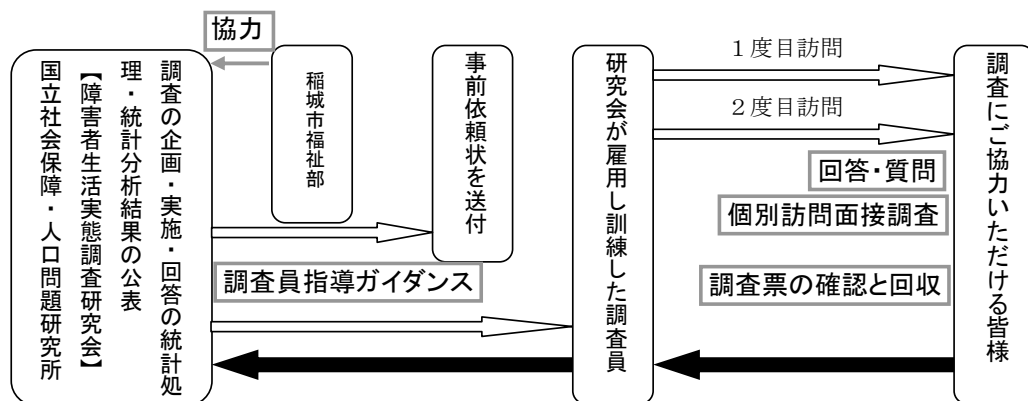 協力
調査の企画・実施・回答の統計処
理・統計分析結果の公表
【障害者生活実態調査研究会】
国立社会保障・人口問題研究所
稲城市福祉部
事前依頼状を送付
調査員指導ガイダンス
研究会が雇用し訓練した調査員
１度目訪問
２度目訪問
回答・質問
個別訪問面接調査
調査票の確認と回収
調査にご協力いただける皆様